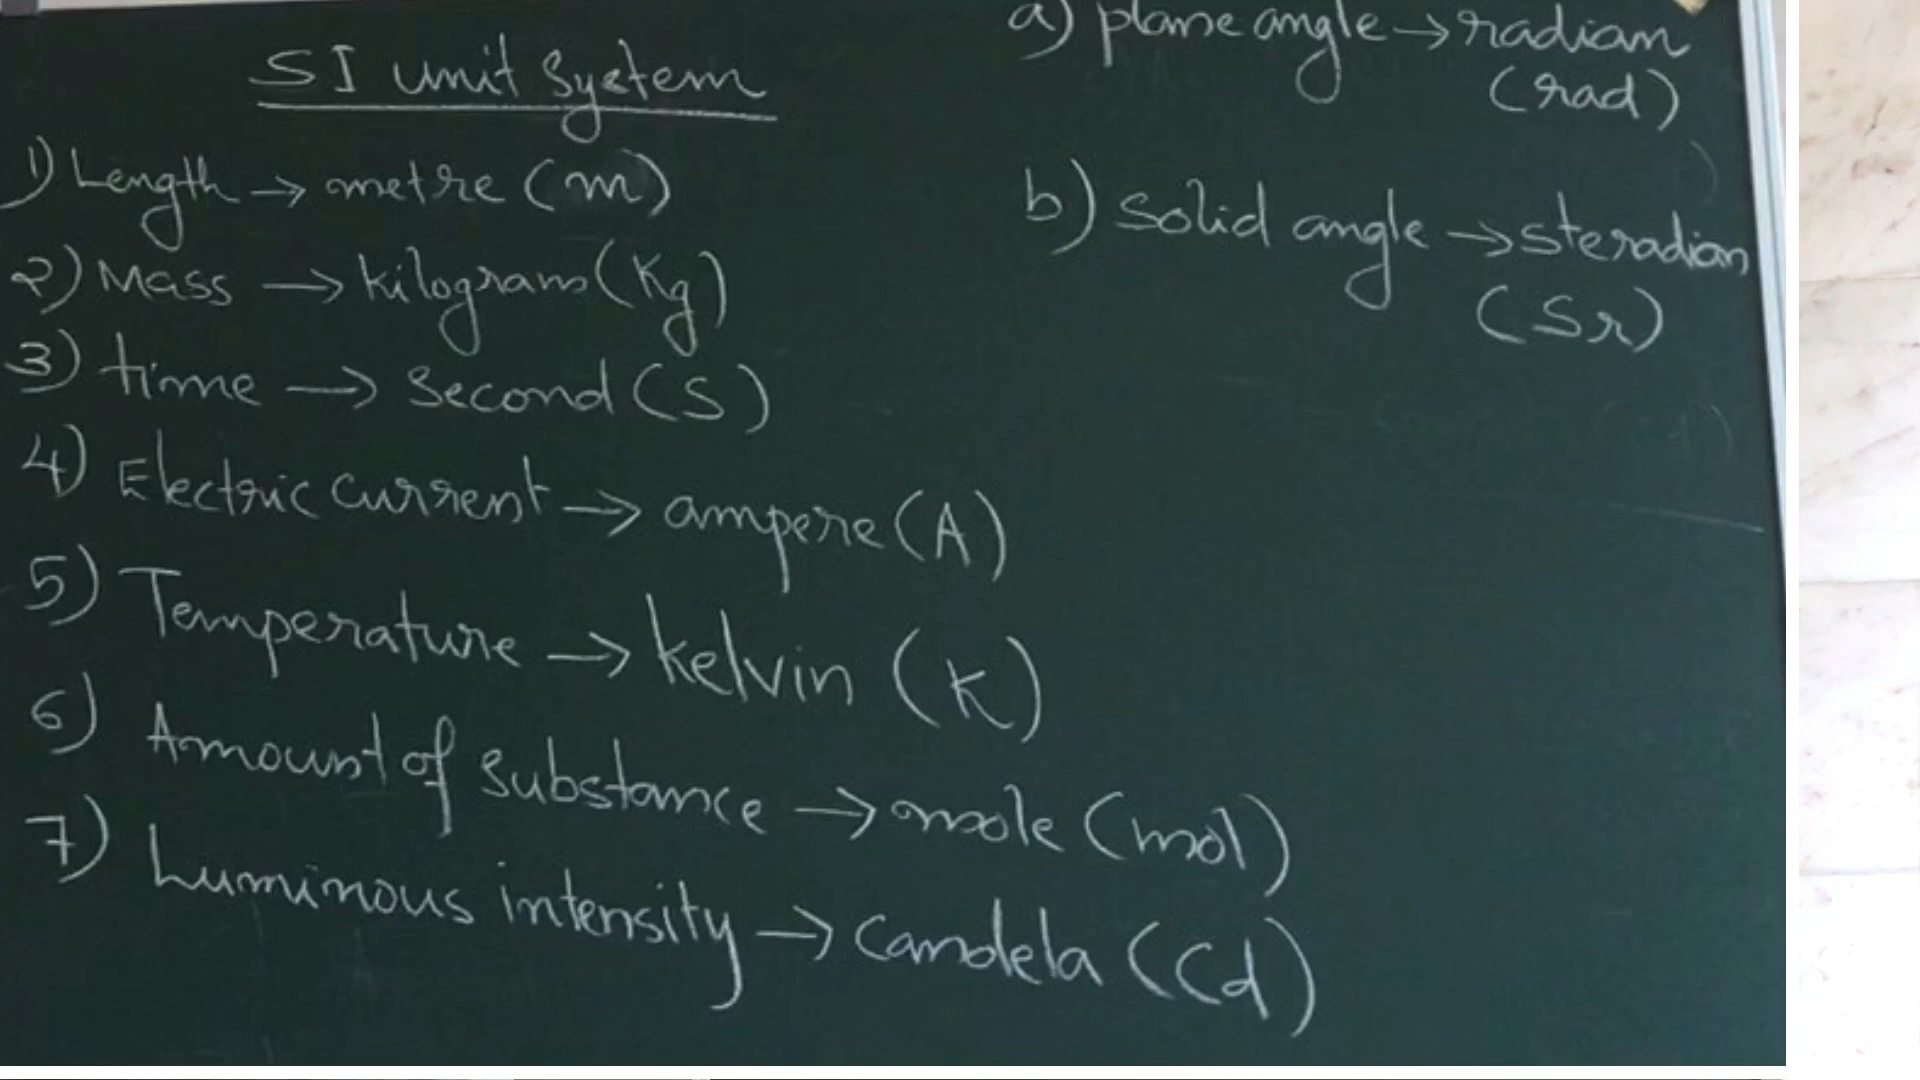 SI unit System
1) Length → metre (m)
2) Mass → kilogram (Kg)
3) time → Second (S)
4) Electric current → ampere (A)
5) Temperature → kelvin (K)
6) Amount of Substance → mole (mol)
7) Luminous intensity → Candela (Cd)
a) plane angle → radian
(rad)
b) Solid angle → steradian
(Sr)